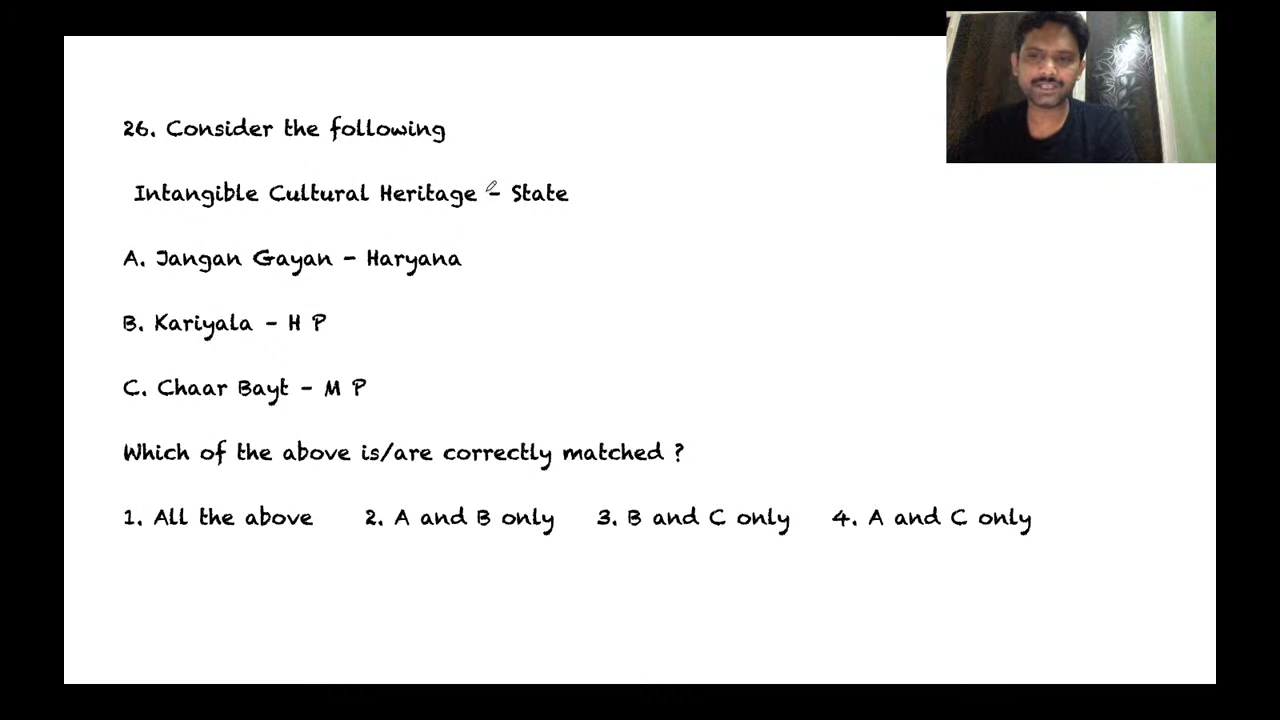 26. Consider the following
Intangible Cultural Heritage - State
A. Jangan Gayan - Haryana
B. Kariyala - H P
C. Chaar Bayt - M P
Which of the above is/are correctly matched ?
1. All the above 2. A and B only 3. B and C only 4. A and C only